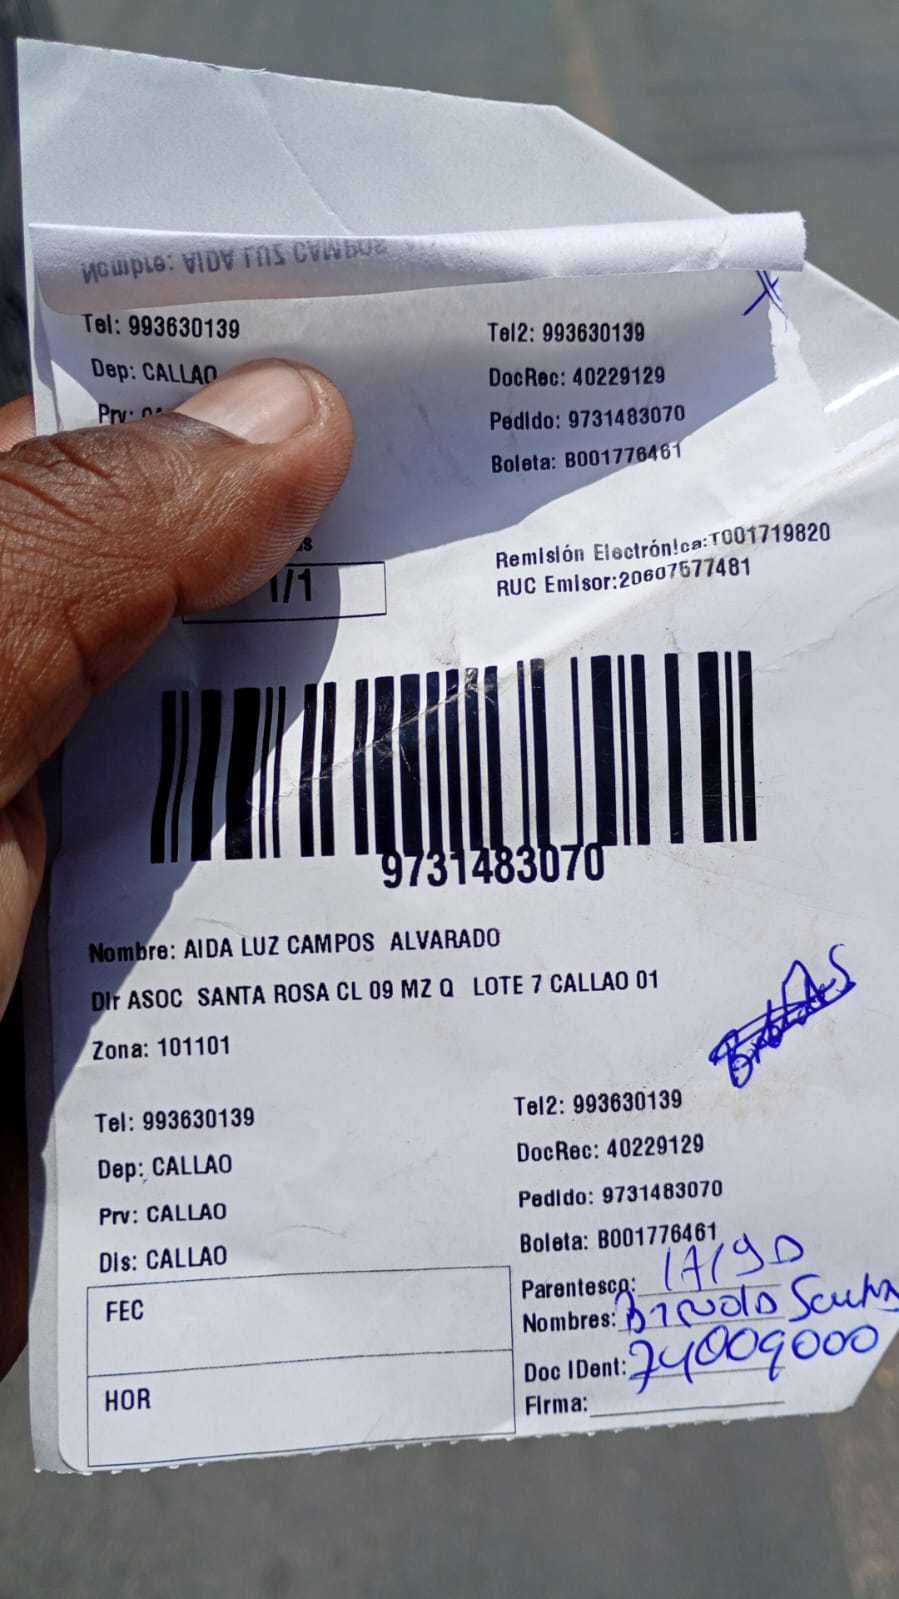 Nombre: AIDA LUZ CAMPOS
Tel: 993630139
Tel2: 993630139
Dep: CALLAO
DocRec: 40229129
Prv:
Pedido: 9731483070
Boleta: B001776461
1/1
Remisión Electrónica:T001719820
RUC Emisor:20607577481
9731483070
Nombre: AIDA LUZ CAMPOS ALVARADO
Dir ASOC SANTA ROSA CL 09 MZ Q LOTE 7 CALLAO 01
Zona: 101101
Tel: 993630139
Tel2: 993630139
Dep: CALLAO
DocRec: 40229129
Prv: CALLAO
Pedido: 9731483070
Dis: CALLAO
Boleta: B001776461
FEC
Parentesco:
Nombres:
HOR
Doc IDent: 74009000
Firma: